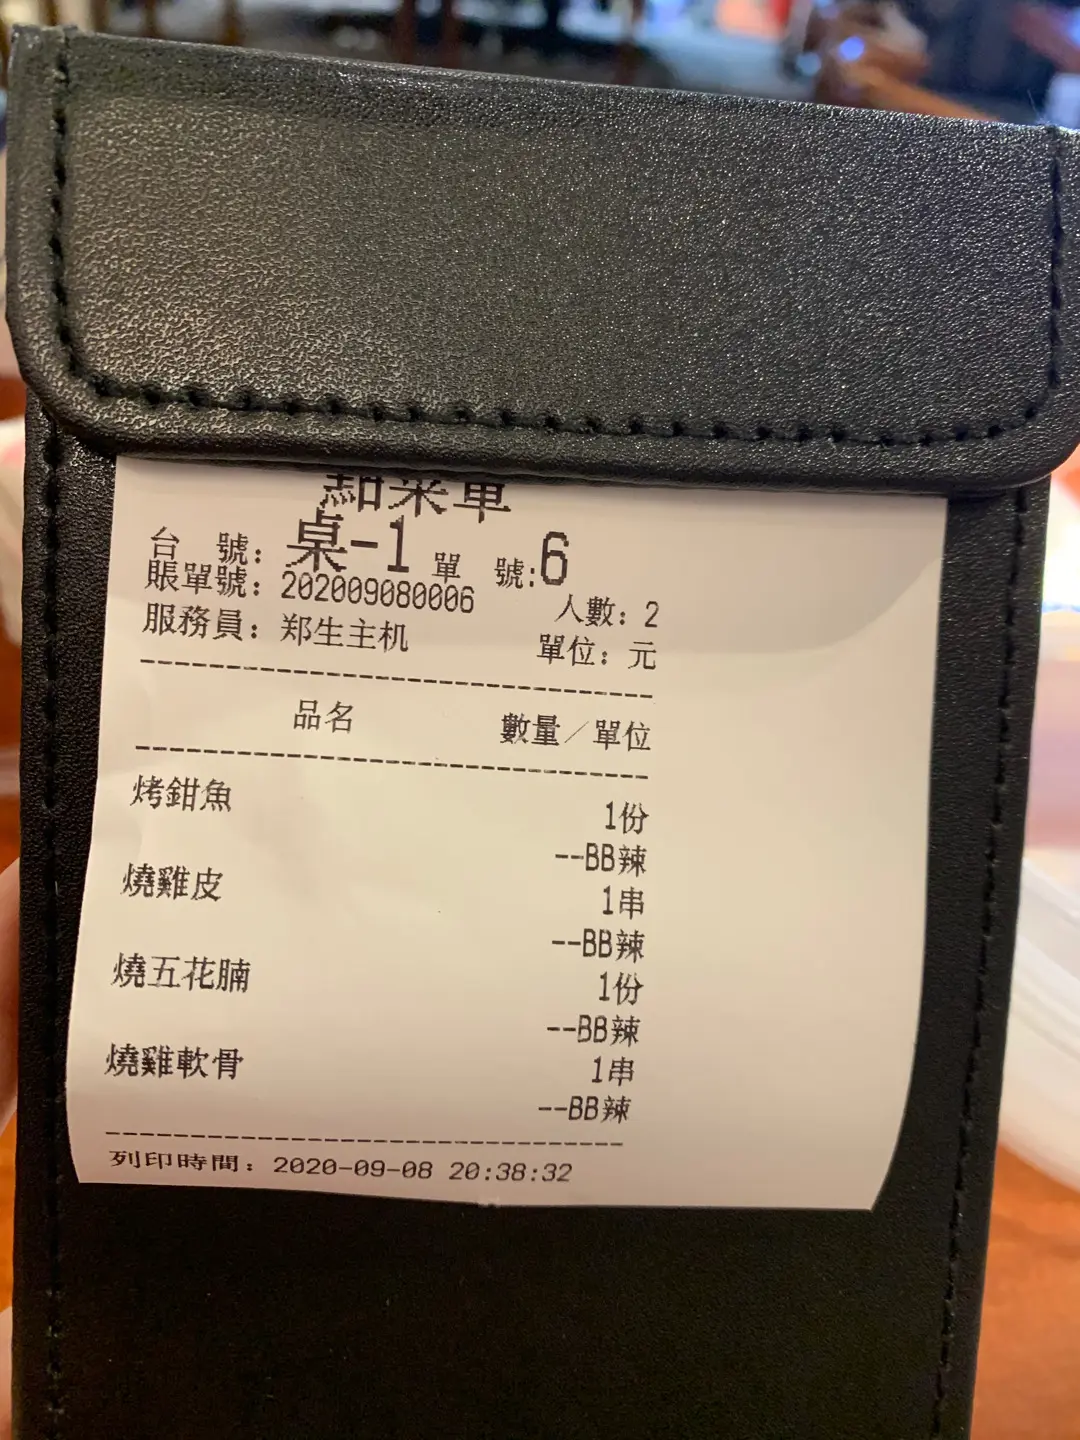 點菜單
台 號: 桌-1 單 號:6
賬單號: 202009080006 人數: 2
服務員: 郑生主机 單位: 元
品名 數量/單位
烤鉗魚 1份
--BB辣
燒雞皮 1串
--BB辣
燒五花腩 1份
--BB辣
燒雞軟骨 1串
--BB辣
列印時間: 2020-09-08 20:38:32